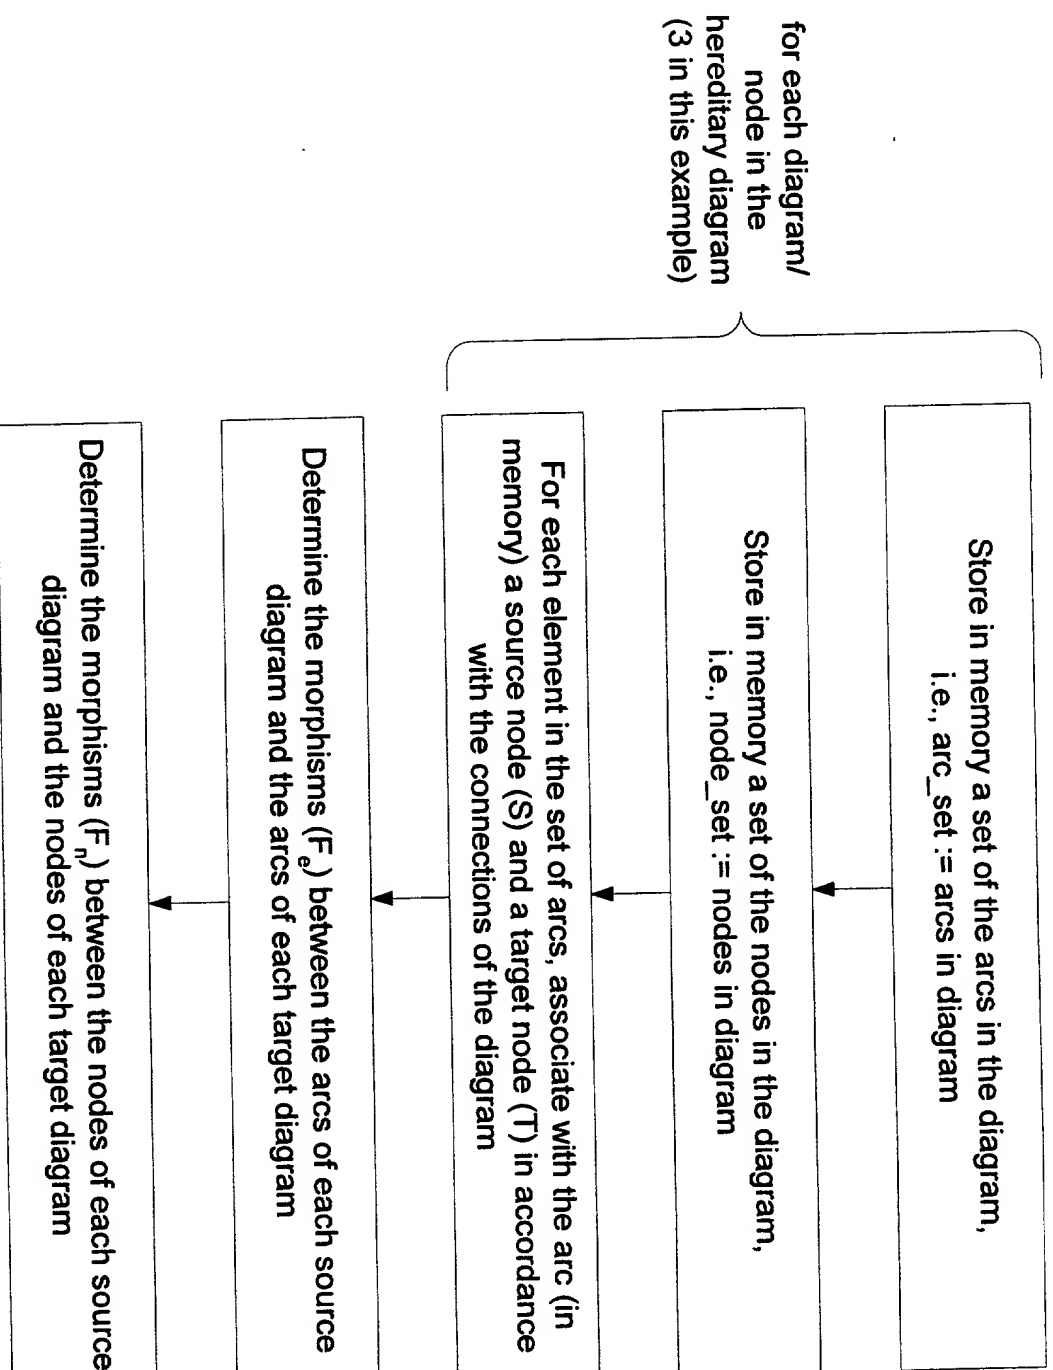 for each diagram/
node in the
hereditary diagram
(3 in this example)
Store in memory a set of the arcs in the diagram,
i.e., arc_set := arcs in diagram
Store in memory a set of the nodes in the diagram,
i.e., node_set := nodes in diagram
For each element in the set of arcs, associate with the arc (in
memory) a source node (S) and a target node (T) in accordance
with the connections of the diagram
Determine the morphisms (Fe) between the arcs of each source
diagram and the arcs of each target diagram
Determine the morphisms (Fn) between the nodes of each source
diagram and the nodes of each target diagram